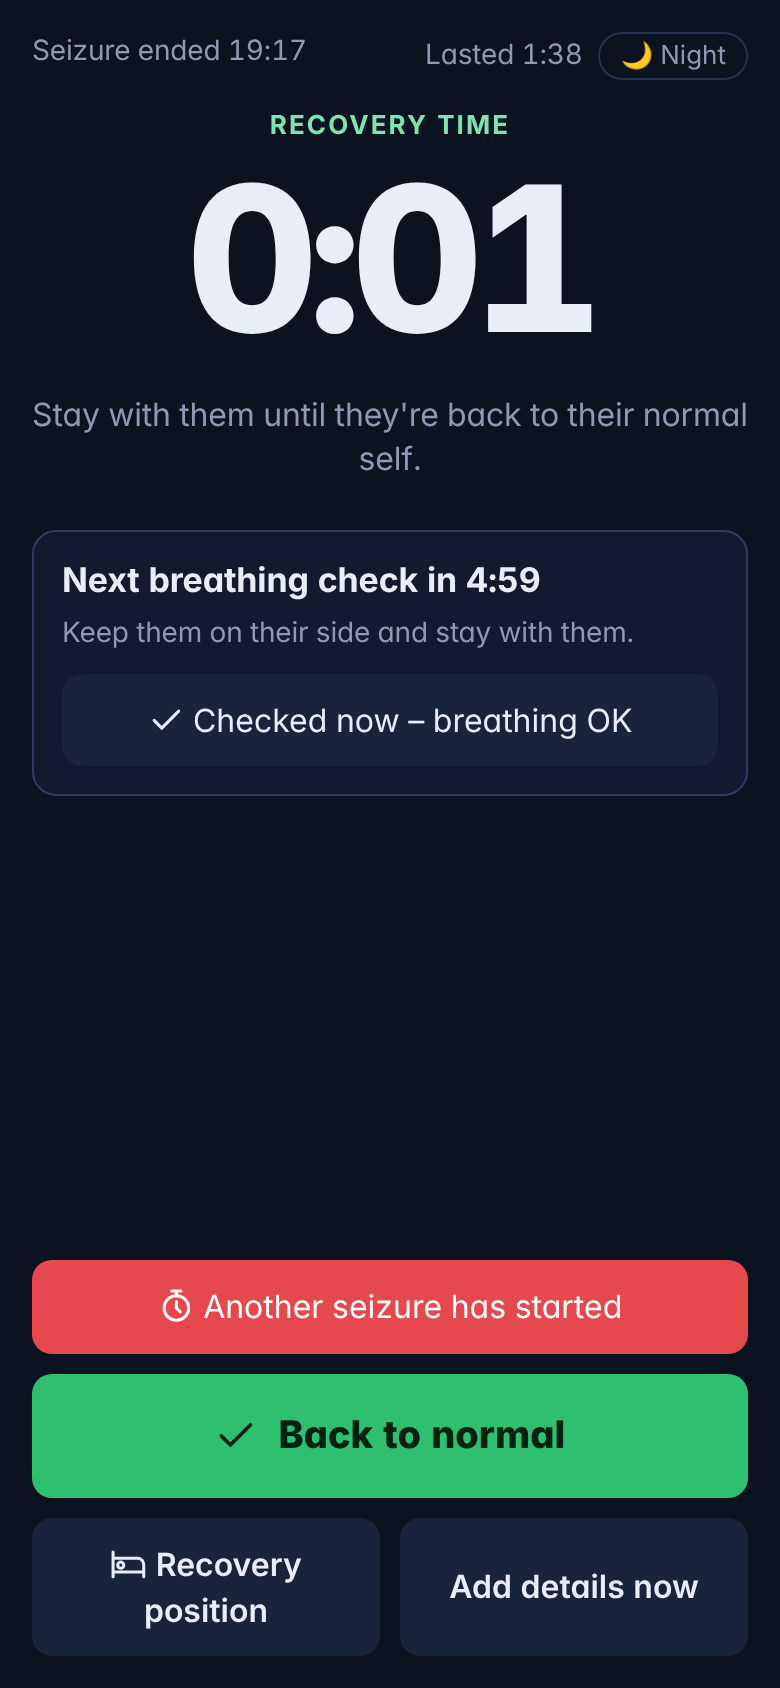 Seizure ended 19:17
Lasted 1:38
🌙 Night
RECOVERY TIME
0:01
Stay with them until they're back to their normal
self.
Next breathing check in 4:59
Keep them on their side and stay with them.
✓ Checked now – breathing OK
Another seizure has started
✓ Back to normal
Recovery
position
Add details now